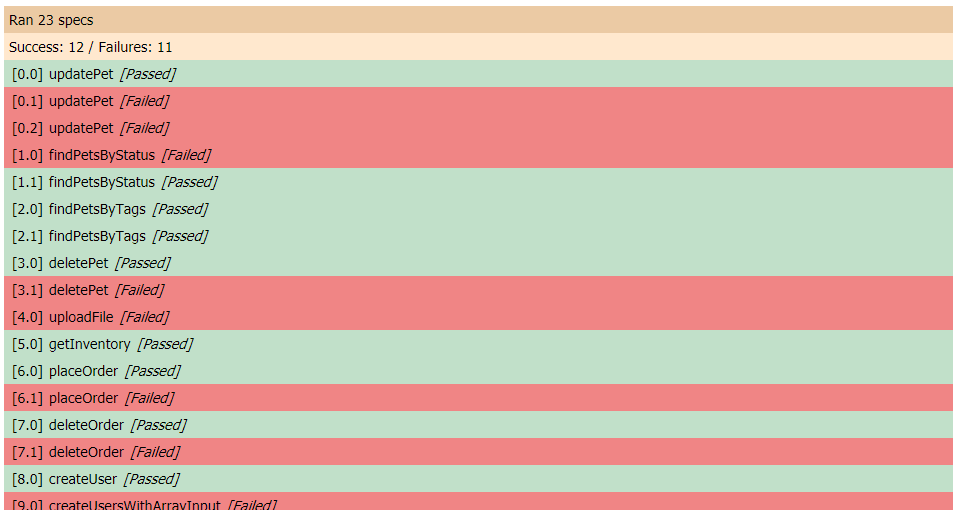 Ran 23 specs
Success: 12 / Failures: 11
[0.0] updatePet [Passed]
[0.1] updatePet [Failed]
[0.2] updatePet [Failed]
[1.0] findPetsByStatus [Failed]
[1.1] findPetsByStatus [Passed]
[2.0] findPetsByTags [Passed]
[2.1] findPetsByTags [Passed]
[3.0] deletePet [Passed]
[3.1] deletePet [Failed]
[4.0] uploadFile [Failed]
[5.0] getInventory [Passed]
[6.0] placeOrder [Passed]
[6.1] placeOrder [Failed]
[7.0] deleteOrder [Passed]
[7.1] deleteOrder [Failed]
[8.0] createUser [Passed]
[9.0] createUsersWithArrayInput [Failed]